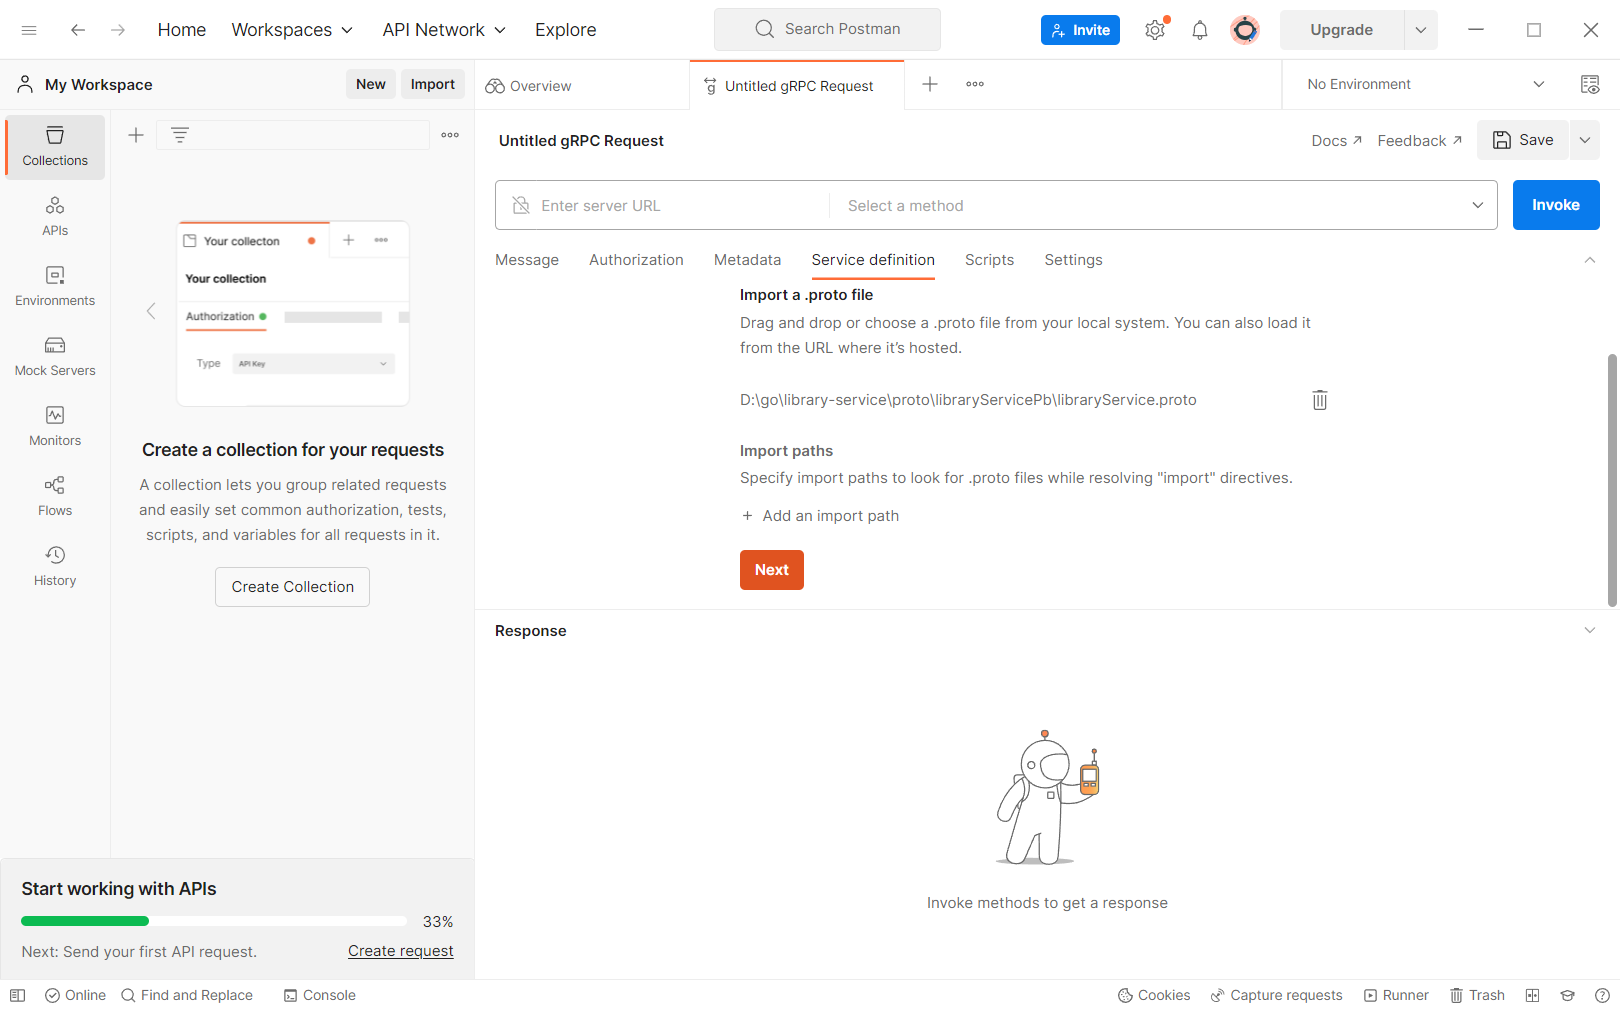 Home
Workspaces
API Network
Explore
Search Postman
Invite
Upgrade
My Workspace
New
Import
Overview
Untitled gRPC Request
No Environment
Collections
APIs
Environments
Mock Servers
Monitors
Flows
History
Your collecton
Your collection
Authorization
Type
API Key
Create a collection for your requests
A collection lets you group related requests
and easily set common authorization, tests,
scripts, and variables for all requests in it.
Create Collection
Start working with APIs
33%
Next: Send your first API request.
Create request
Untitled gRPC Request
Docs
Feedback
Save
Enter server URL
Select a method
Invoke
Message
Authorization
Metadata
Service definition
Scripts
Settings
Import a .proto file
Drag and drop or choose a .proto file from your local system. You can also load it
from the URL where it’s hosted.
D:\go\library-service\proto\libraryServicePb\libraryService.proto
Import paths
Specify import paths to look for .proto files while resolving "import" directives.
+ Add an import path
Next
Response
Invoke methods to get a response
Online
Find and Replace
Console
Cookies
Capture requests
Runner
Trash